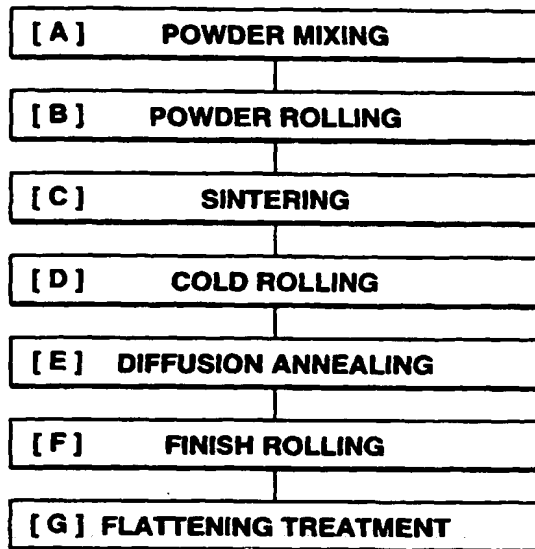 [ A ] POWDER MIXING
[ B ] POWDER ROLLING
[ C ] SINTERING
[ D ] COLD ROLLING
[ E ] DIFFUSION ANNEALING
[ F ] FINISH ROLLING
[ G ] FLATTENING TREATMENT